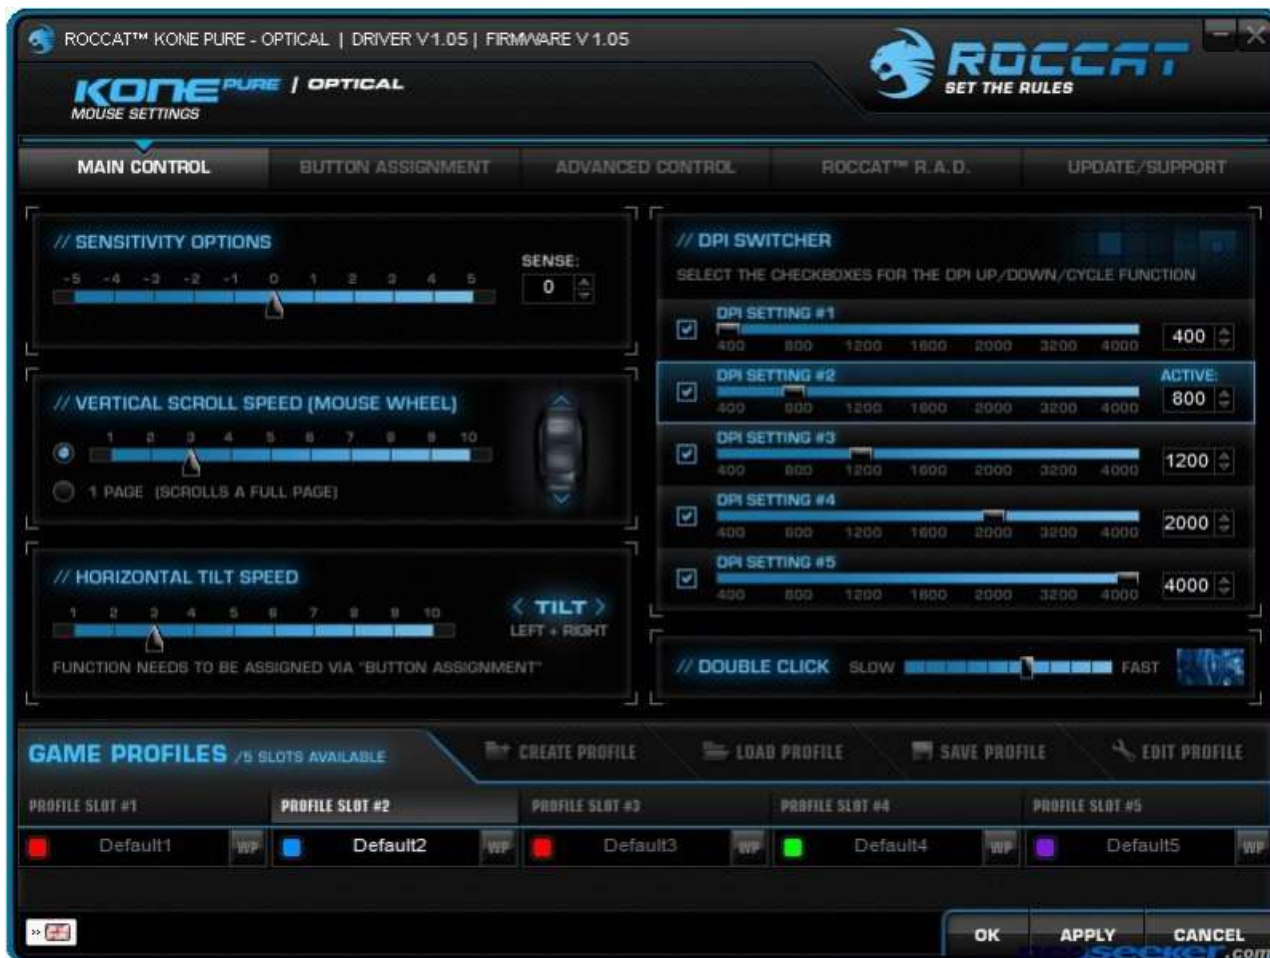 ROCCAT™ KONE PURE - OPTICAL | DRIVER V1.05 | FIRMWARE V 1.05
KONE PURE / OPTICAL
MOUSE SETTINGS
ROCCAT
SET THE RULES
MAIN CONTROL BUTTON ASSIGNMENT ADVANCED CONTROL ROCCAT™ R.A.D. UPDATE/SUPPORT
// SENSITIVITY OPTIONS
-5 -4 -3 -2 -1 0 1 2 3 4 5
SENSE:
0
// VERTICAL SCROLL SPEED (MOUSE WHEEL)
1 2 3 4 5 6 7 8 9 10
1 PAGE (SCROLLS A FULL PAGE)
// HORIZONTAL TILT SPEED
1 2 3 4 5 6 7 8 9 10
< TILT >
LEFT + RIGHT
FUNCTION NEEDS TO BE ASSIGNED VIA "BUTTON ASSIGNMENT"
// DPI SWITCHER
SELECT THE CHECKBOXES FOR THE DPI UP/DOWN/CYCLE FUNCTION
DPI SETTING #1
400
400 800 1200 1600 2000 3200 4000
DPI SETTING #2 ACTIVE:
800
400 800 1200 1600 2000 3200 4000
DPI SETTING #3
1200
400 800 1200 1600 2000 3200 4000
DPI SETTING #4
2000
400 800 1200 1600 2000 3200 4000
DPI SETTING #5
4000
400 800 1200 1600 2000 3200 4000
// DOUBLE CLICK SLOW FAST
GAME PROFILES /5 SLOTS AVAILABLE
CREATE PROFILE LOAD PROFILE SAVE PROFILE EDIT PROFILE
PROFILE SLOT #1 PROFILE SLOT #2 PROFILE SLOT #3 PROFILE SLOT #4 PROFILE SLOT #5
Default1 WP Default2 WP Default3 WP Default4 WP Default5 WP
»
OK APPLY CANCEL
seeker.com